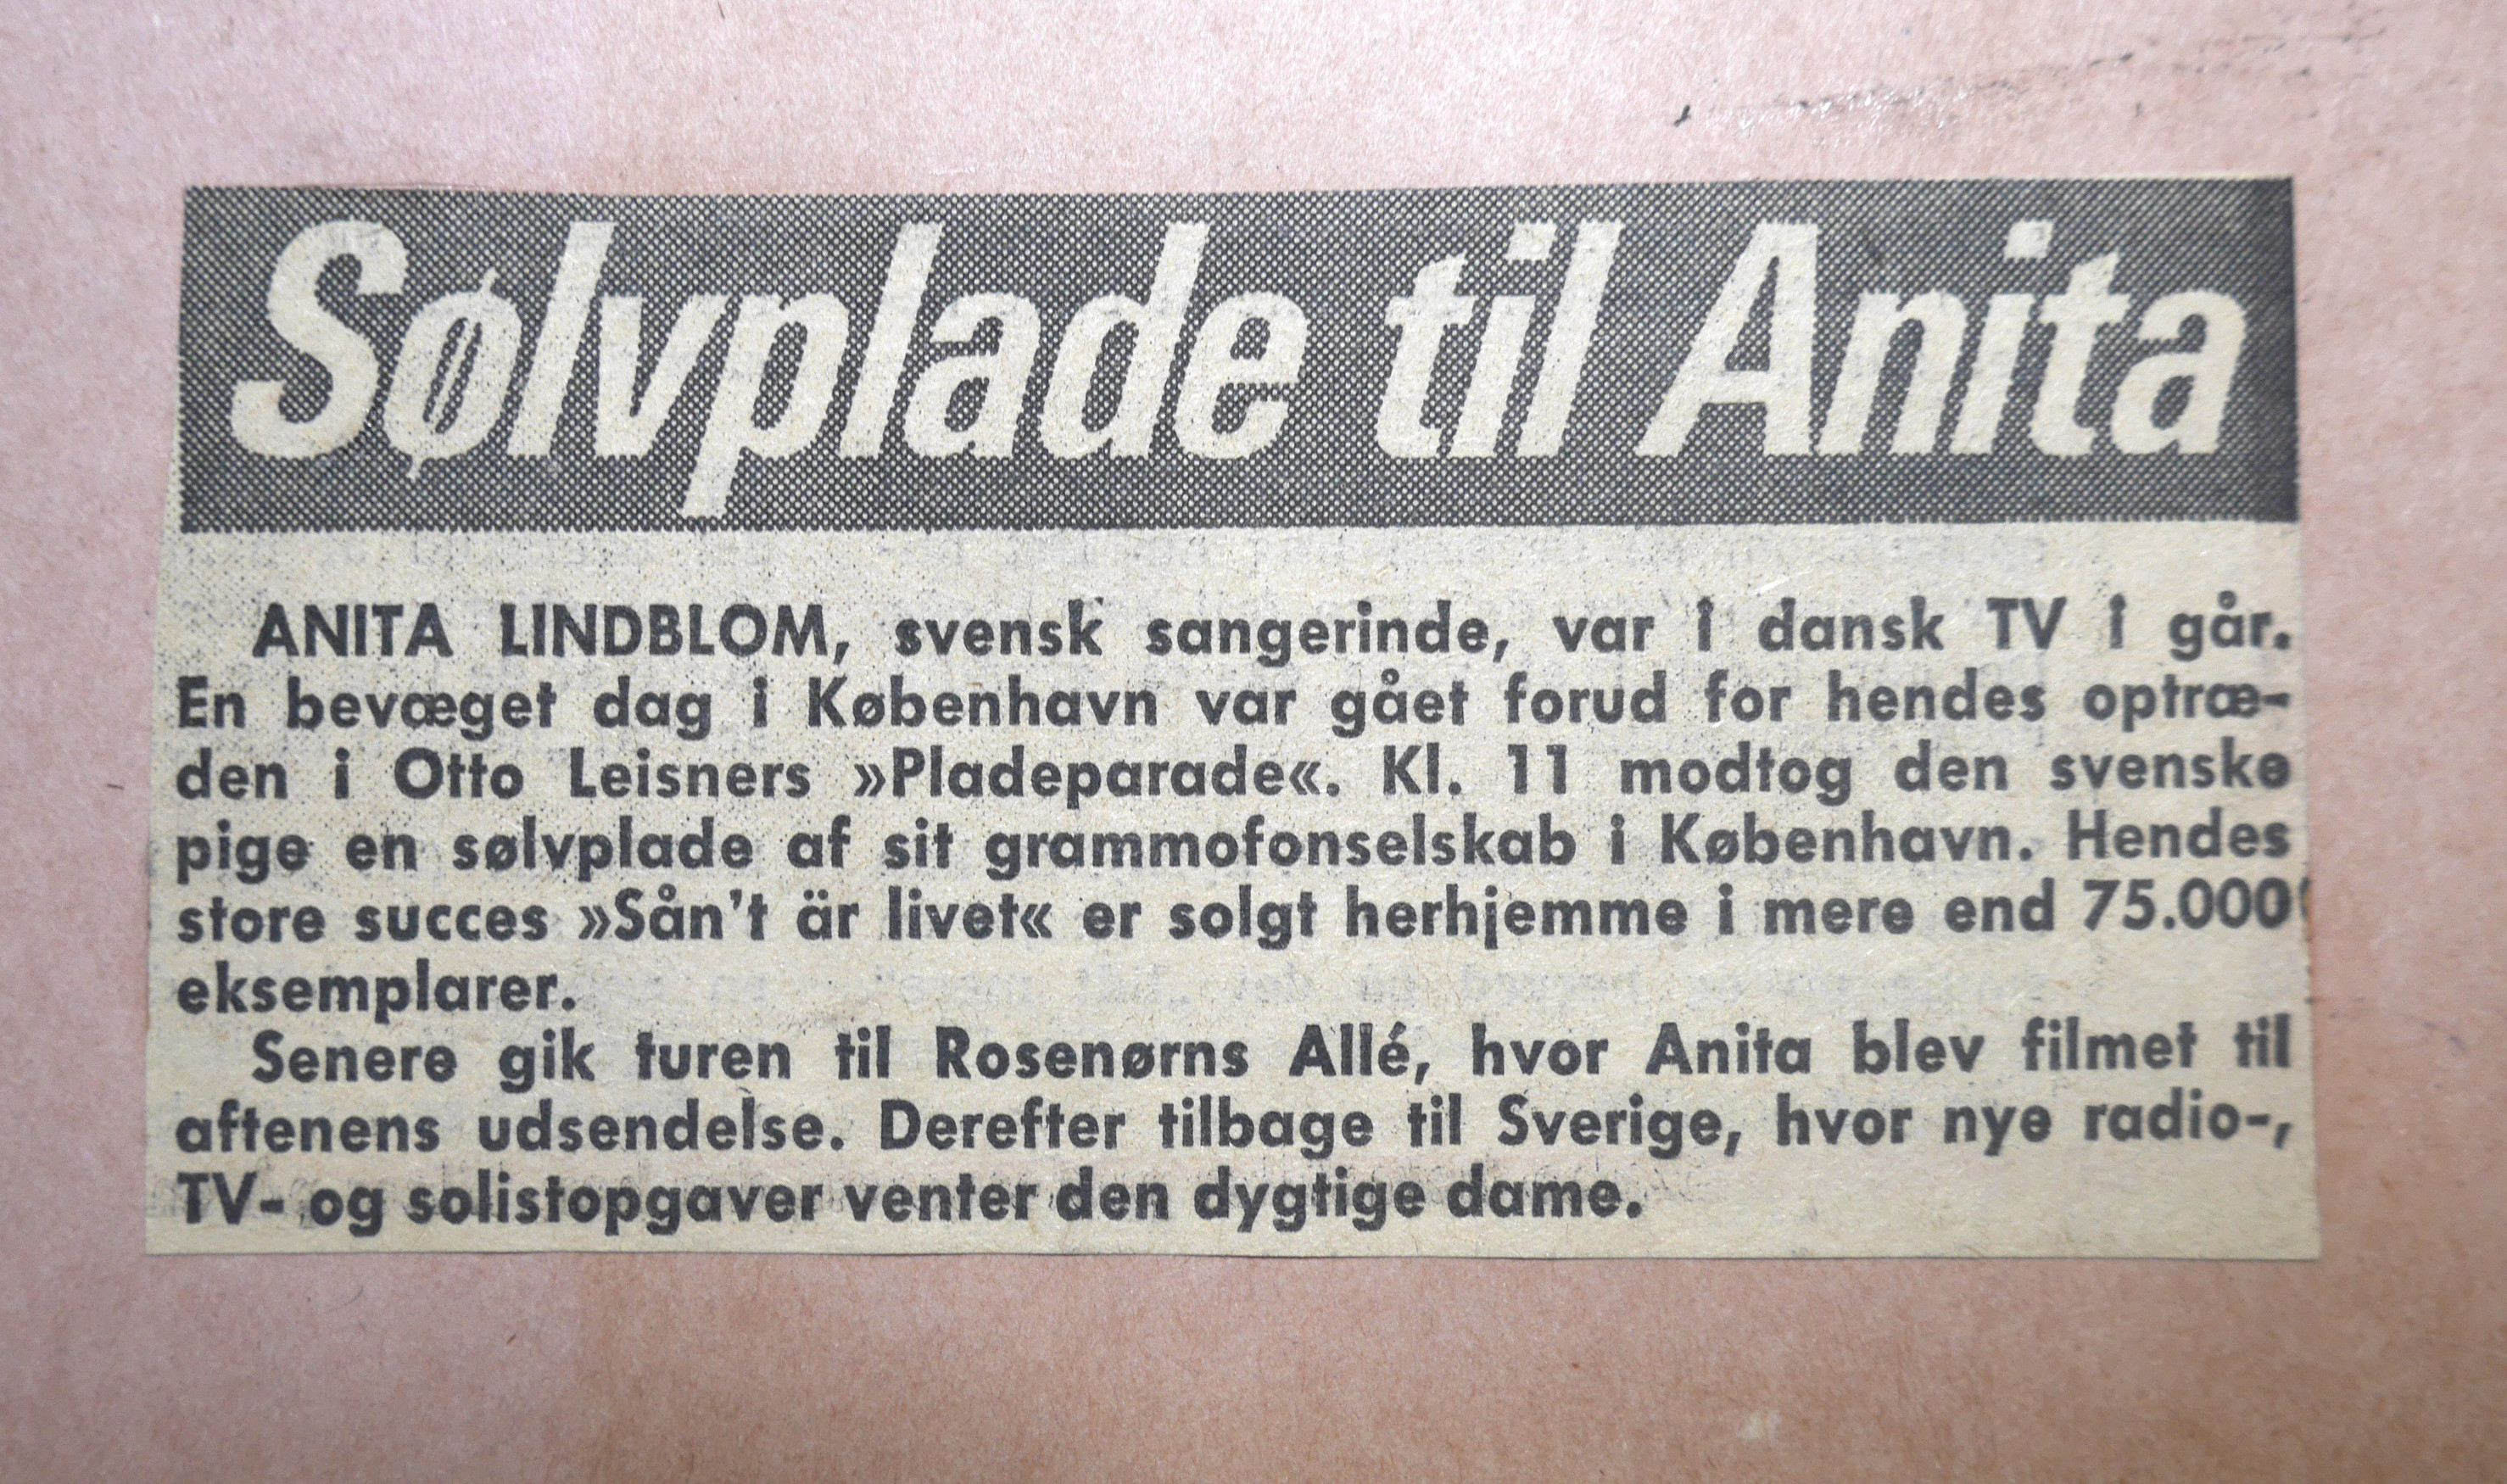 Sølvplade til Anita
ANITA LINDBLOM, svensk sangerinde, var i dansk TV i går.
En bevæget dag i København var gået forud for hendes optræ-
den i Otto Leisners »Pladeparade«. Kl. 11 modtog den svenske
pige en sølvplade af sit grammofonselskab i København. Hendes
store succes »Sån't är livet« er solgt herhjemme i mere end 75.000
eksemplarer.
Senere gik turen til Rosenørns Allé, hvor Anita blev filmet til
aftenens udsendelse. Derefter tilbage til Sverige, hvor nye radio-,
TV- og solistopgaver venter den dygtige dame.